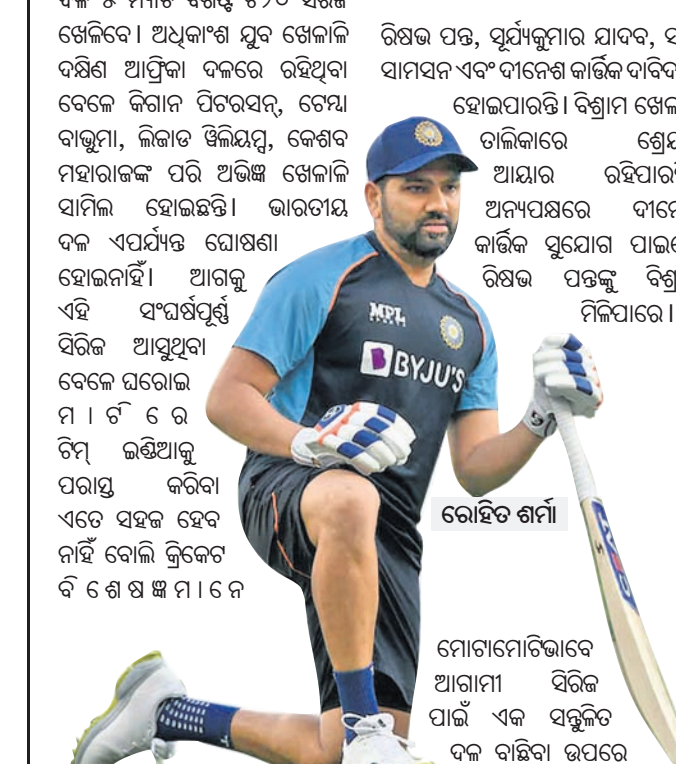 ଖେଳିବେ। ଅଧିକାଂଶ ଯୁବ ଖେଳାଳି
ଦକ୍ଷିଣ ଆଫ୍ରିକା ଦଳରେ ରହିଥିବା
ବେଳେ କିଗାନ ପିଟରସନ୍, ଟେମ୍ବା
ବାଭୁମା, ଲିଜାଡ ୱିଲିୟମ୍ସ, କେଶବ
ମହାରାଜଙ୍କ ପରି ଅଭିଜ୍ଞ ଖେଳାଳି
ସାମିଲ ହୋଇଛନ୍ତି। ଭାରତୀୟ
ଦଳ ଏପର୍ଯ୍ୟନ୍ତ ଘୋଷଣା
ହୋଇନାହିଁ। ଆଗକୁ
ଏହି ସଂଘର୍ଷପୂର୍ଣ୍ଣ
ସିରିଜ ଆସୁଥିବା
ବେଳେ ଘରୋଇ
ମାଟିରେ
ଟିମ୍ ଇଣ୍ଡିଆକୁ
ପରାସ୍ତ କରିବା
ଏତେ ସହଜ ହେବ
ନାହିଁ ବୋଲି କ୍ରିକେଟ
ବିଶେଷଜ୍ଞମାନେ
ମୋଟାମୋଟିଭାବେ
ଆଗାମୀ ସିରିଜ
ପାଇଁ ଏକ ସନ୍ତୁଳିତ
ଦଳ ବାଛିବା ଉପରେ
ରିଷଭ ପନ୍ତ, ସୂର୍ଯ୍ୟକୁମାର ଯାଦବ,
ସାମସନ ଏବଂ ଦୀନେଶ କାର୍ତ୍ତିକ
ହୋଇପାରନ୍ତି। ବିଶ୍ରାମ
ତାଲିକାରେ
ଆୟାର
ଅନ୍ୟପକ୍ଷରେ
କାର୍ତ୍ତିକ ସୁଯୋଗ
ରିଷଭ ପନ୍ତଙ୍କୁ
ମିଳିପାରେ।
MPL
SPORTS
BYJU'S
ରୋହିତ ଶର୍ମା